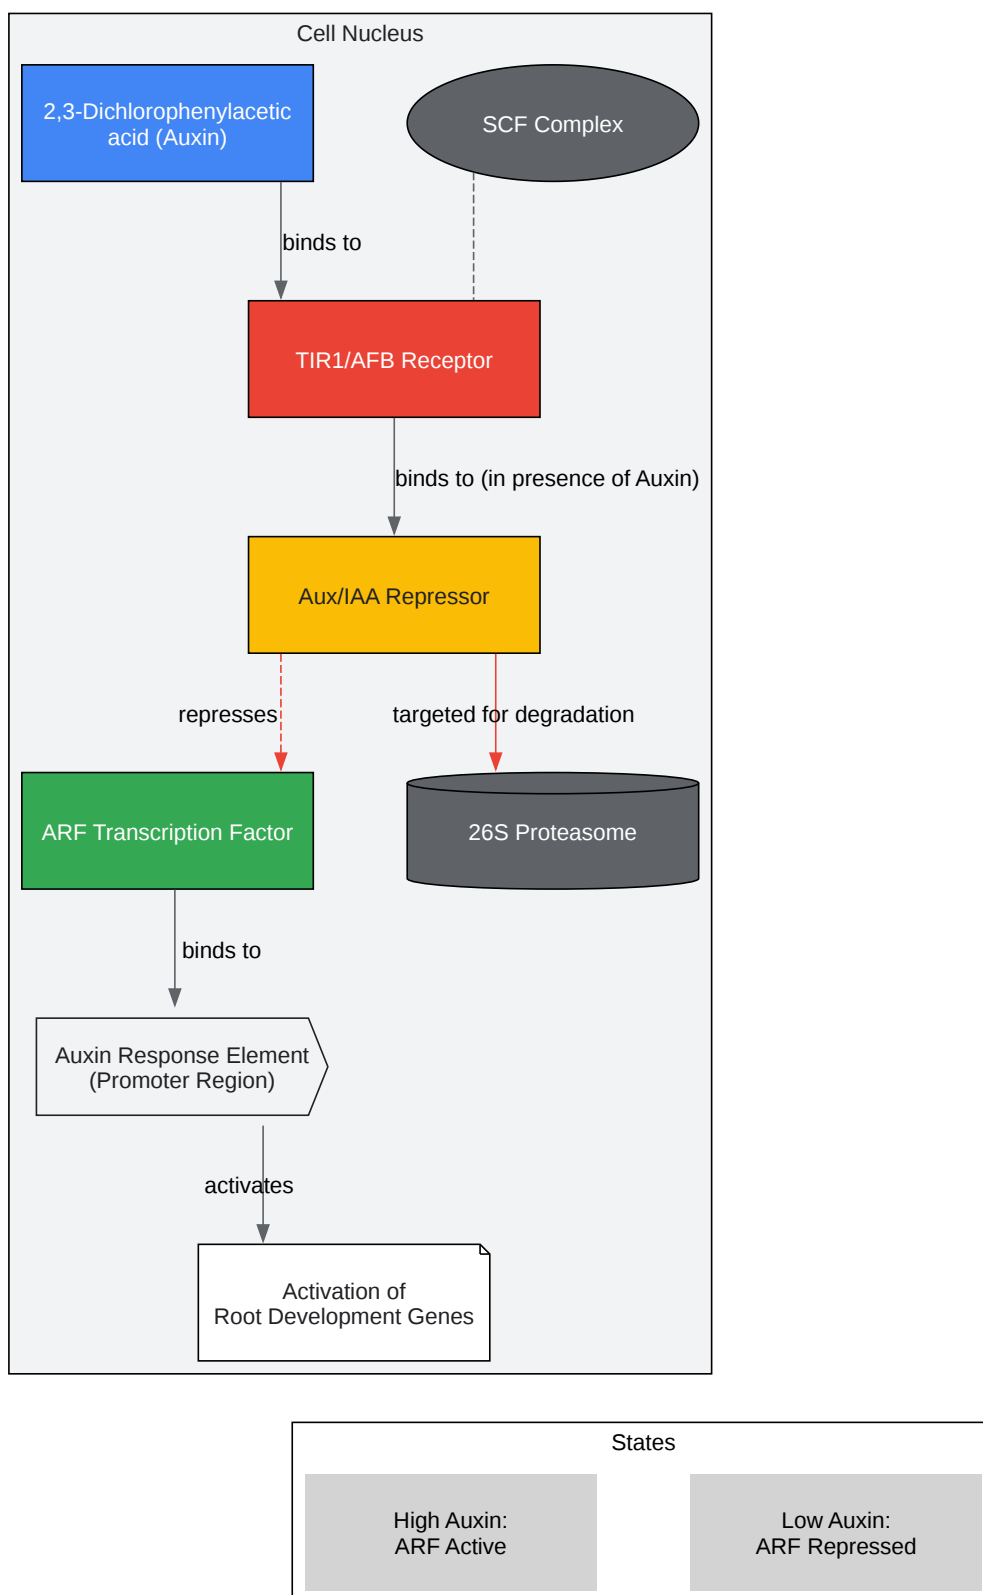 Cell Nucleus
2,3-Dichlorophenylacetic
acid (Auxin)
SCF Complex
binds to
TIR1/AFB Receptor
binds to (in presence of Auxin)
Aux/IAA Repressor
represses
targeted for degradation
ARF Transcription Factor
26S Proteasome
binds to
Auxin Response Element
(Promoter Region)
activates
Activation of
Root Development Genes
States
High Auxin:
ARF Active
Low Auxin:
ARF Repressed